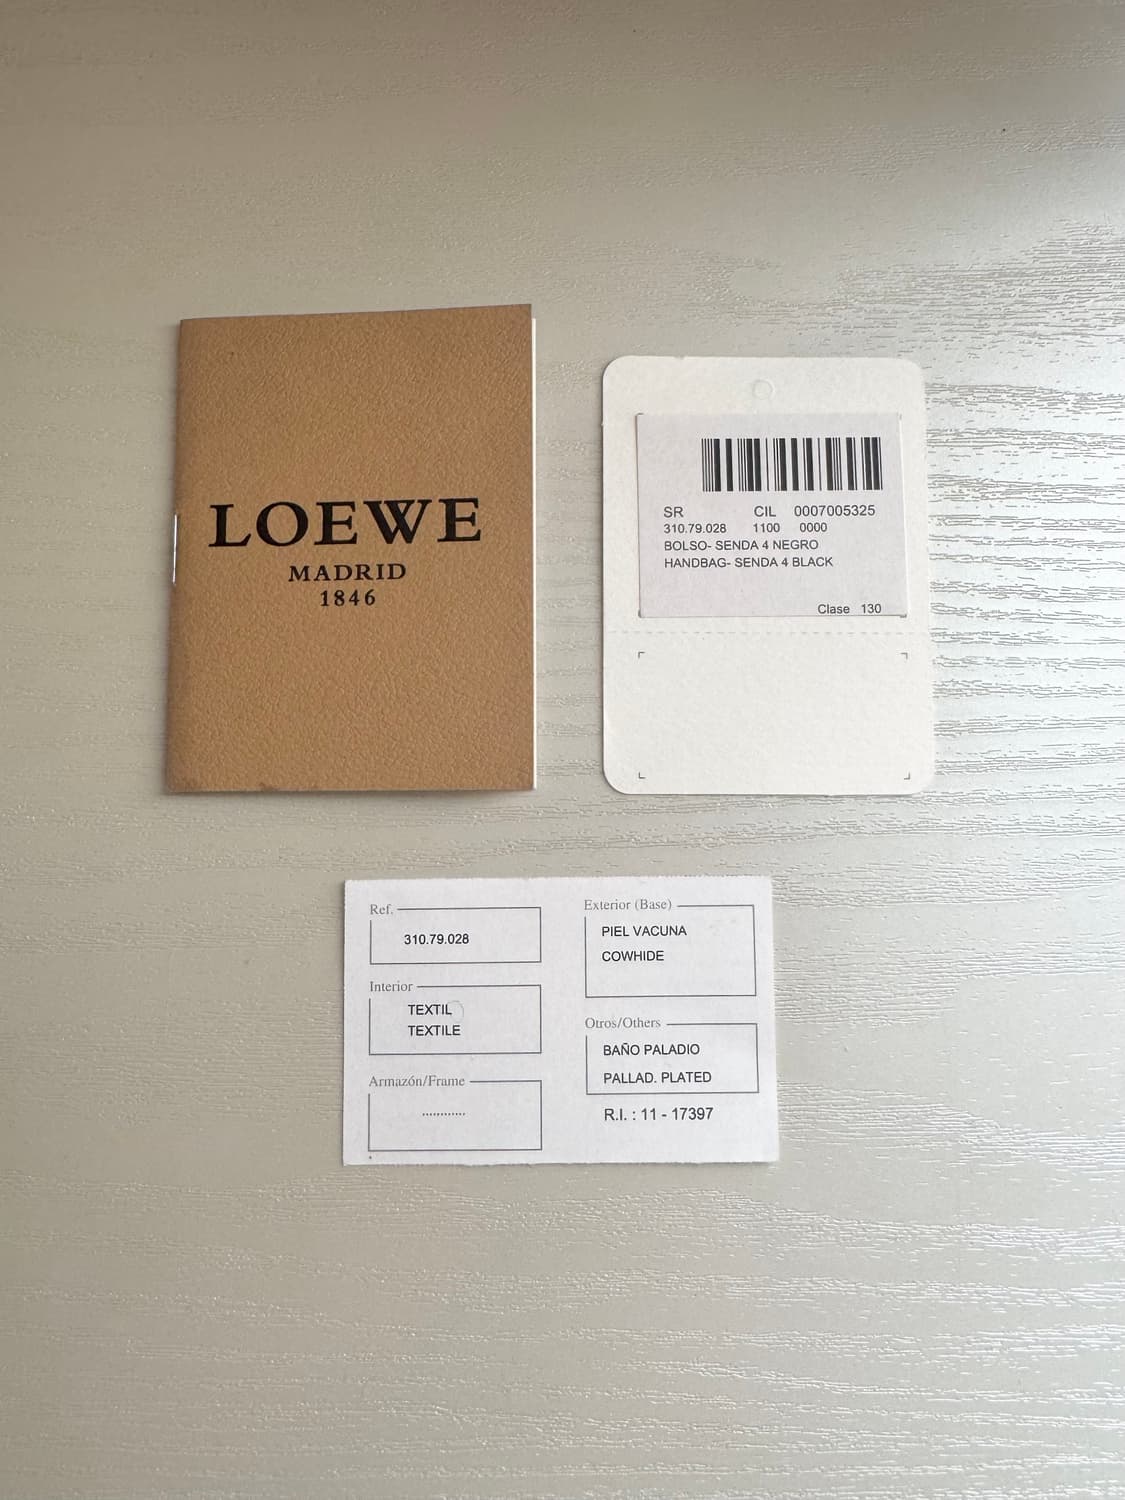 LOEWE
MADRID
1846
SR CIL 0007005325
310.79.028 1100 0000
BOLSO- SENDA 4 NEGRO
HANDBAG- SENDA 4 BLACK
Clase 130
Ref.
310.79.028
Interior
TEXTIL
TEXTILE
Armazón/Frame
............
Exterior (Base)
PIEL VACUNA
COWHIDE
Otros/Others
BAÑO PALADIO
PALLAD. PLATED
R.I. : 11 - 17397